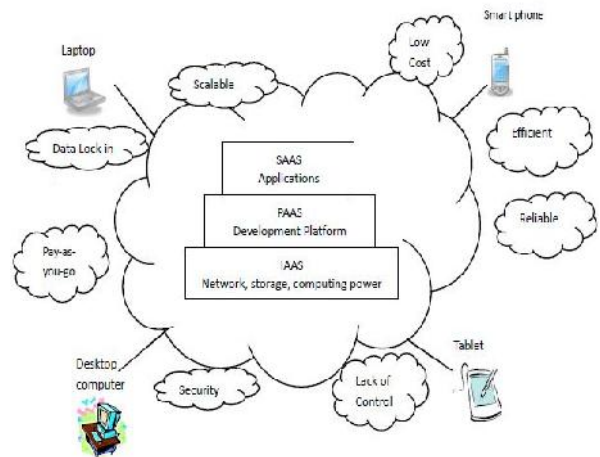 Smart phone
Low
Cost
Laptop
Scalable
Efficient
Data Lock in
SAAS
Applications
PAAS
Development Platform
Reliable
Pay-as-
you-go
IAAS
Network, storage, computing power
Tablet
Desktop
computer
Security
Lack of
Control